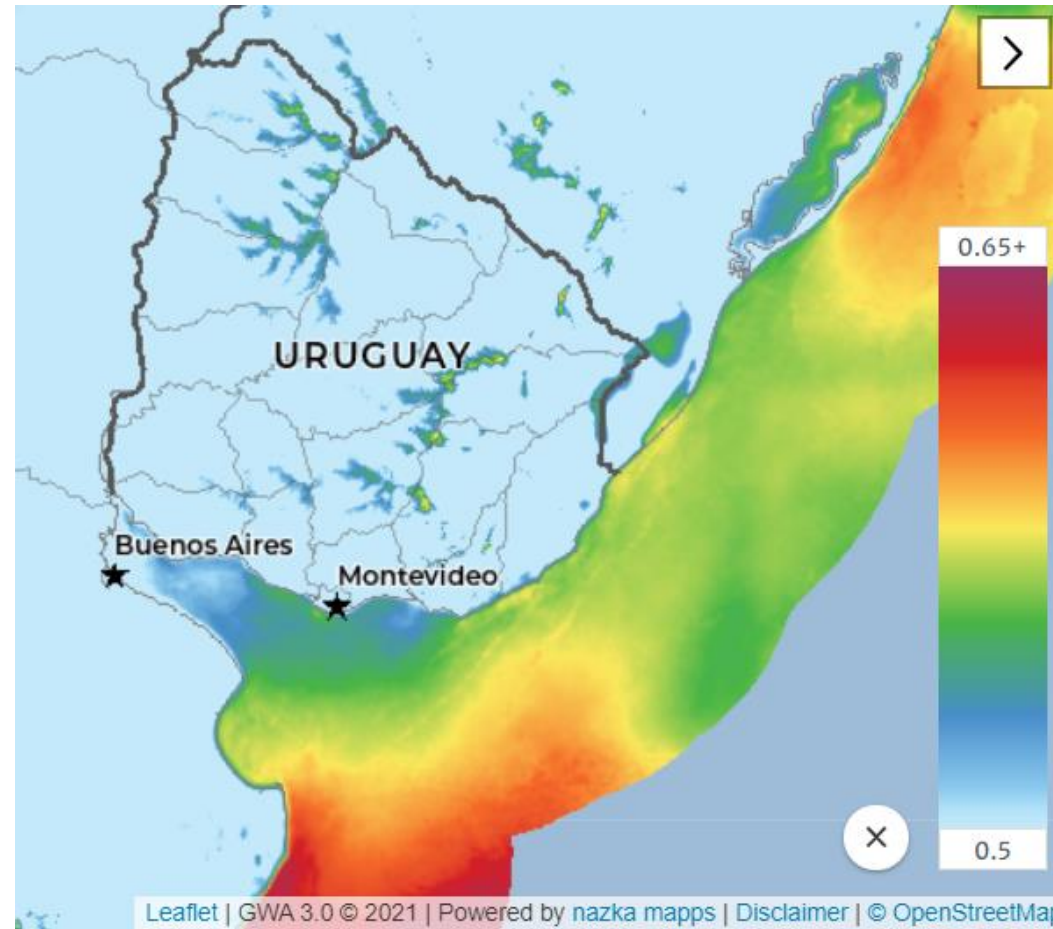 0.65+
URUGUAY
Buenos Aires
Montevideo
0.5
Leaflet | GWA 3.0 © 2021 | Powered by nazka mapps | Disclaimer | © OpenStreetMap